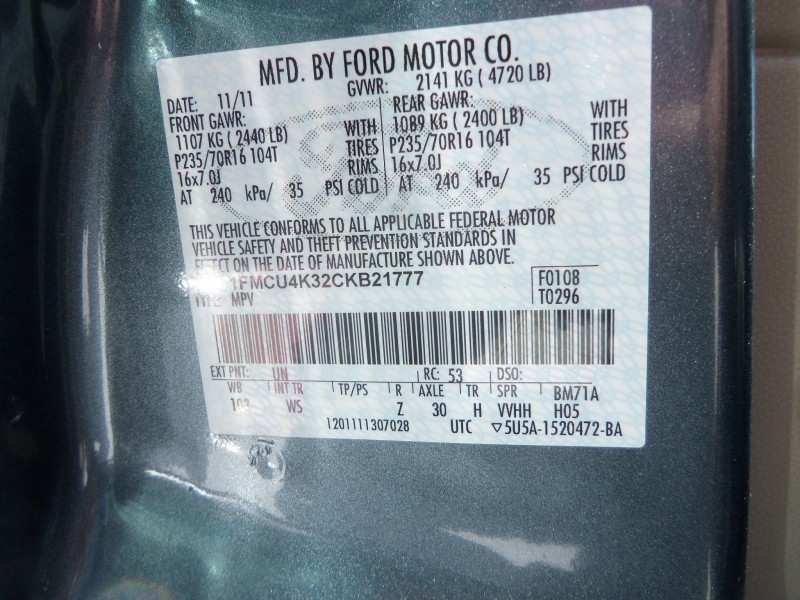 MFD. BY FORD MOTOR CO.
DATE: 11/11 GVWR: 2141 KG ( 4720 LB)
FRONT GAWR: REAR GAWR:
1107 KG ( 2440 LB) WITH 1089 KG ( 2400 LB) WITH
P235/70R16 104T TIRES P235/70R16 104T TIRES
16x7.0J RIMS 16x7.0J RIMS
AT 240 kPa/ 35 PSI COLD AT 240 kPa/ 35 PSI COLD
THIS VEHICLE CONFORMS TO ALL APPLICABLE FEDERAL MOTOR
VEHICLE SAFETY AND THEFT PREVENTION STANDARDS IN
EFFECT ON THE DATE OF MANUFACTURE SHOWN ABOVE.
1FMCU4K32CKB21777 F0108
TYPE: MPV T0296
EXT PNT: UN RC: 53 DSO:
WB INT TR TP/PS R AXLE TR SPR BM71A
103 WS Z 30 H VVHH H05
1201111307028 UTC ▽5U5A-1520472-BA